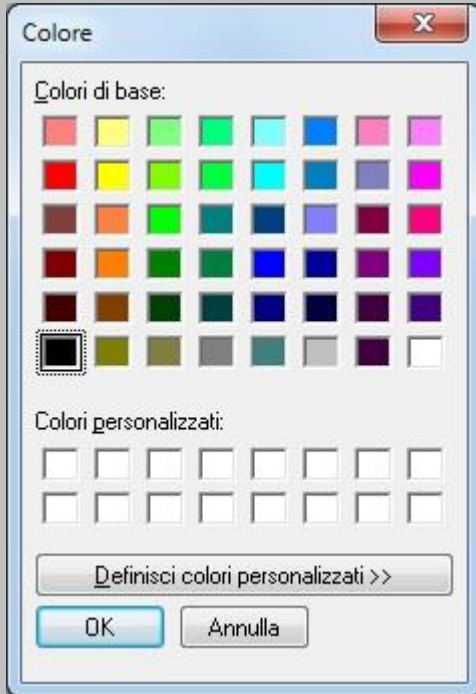 Colore
Colori di base:
Colori personalizzati:
Definisci colori personalizzati >>
OK
Annulla